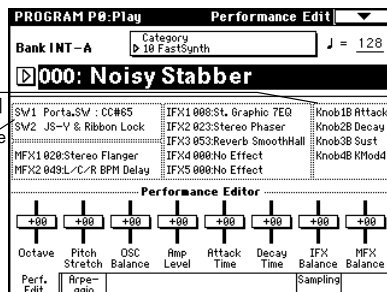 PROGRAM P0:Play Performance Edit
Bank INT-A Category ♩ = 128
10 FastSynth
000: Noisy Stabber
SW1 Porta.SW : CC#65 IFX1 008:St. Graphic 7EQ Knob1B Attack
SW2 JS-Y & Ribbon Lock IFX2 023:Stereo Phaser Knob2B Decay
IFX3 053:Reverb SmoothHall Knob3B Sust
MFX1 020:Stereo Flanger IFX4 000:No Effect Knob4B KMod4
MFX2 049:L/C/R BPM Delay IFX5 000:No Effect
Performance Editor
+00 +00 +00 +00 +00 +00 +00 +00
Octave Pitch Stretch OSC Balance Amp Level Attack Time Decay Time IFX Balance MFX Balance
Perf. Edit Arpe-ggio Sampling